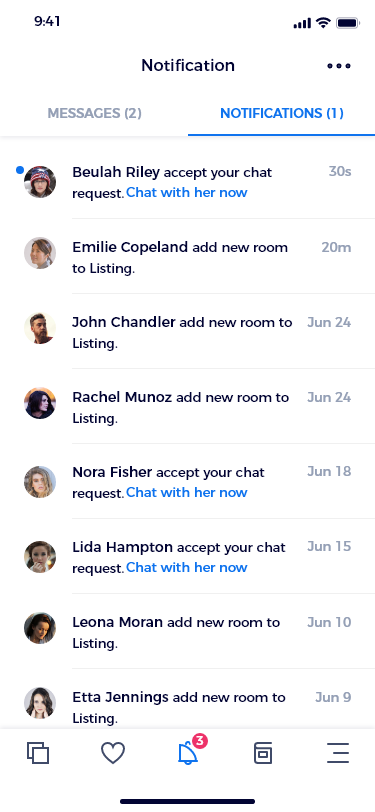 9:41
Notification
MESSAGES (2) NOTIFICATIONS (1)
Beulah Riley accept your chat 30s
request. Chat with her now
Emilie Copeland add new room 20m
to Listing.
John Chandler add new room to Jun 24
Listing.
Rachel Munoz add new room to Jun 24
Listing.
Nora Fisher accept your chat Jun 18
request. Chat with her now
Lida Hampton accept your chat Jun 15
request. Chat with her now
Leona Moran add new room to Jun 10
Listing.
Etta Jennings add new room to Jun 9
Listing.
3